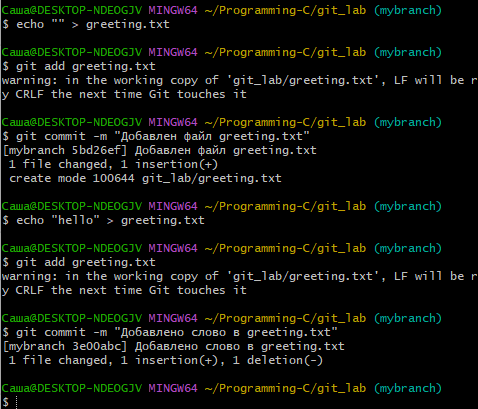 Саша@DESKTOP-NDEOGJV MINGW64 ~/Programming-C/git_lab (mybranch)
$ echo "" > greeting.txt
Саша@DESKTOP-NDEOGJV MINGW64 ~/Programming-C/git_lab (mybranch)
$ git add greeting.txt
warning: in the working copy of 'git_lab/greeting.txt', LF will be r
y CRLF the next time Git touches it
Саша@DESKTOP-NDEOGJV MINGW64 ~/Programming-C/git_lab (mybranch)
$ git commit -m "Добавлен файл greeting.txt"
[mybranch 5bd26ef] Добавлен файл greeting.txt
1 file changed, 1 insertion(+)
create mode 100644 git_lab/greeting.txt
Саша@DESKTOP-NDEOGJV MINGW64 ~/Programming-C/git_lab (mybranch)
$ echo "hello" > greeting.txt
Саша@DESKTOP-NDEOGJV MINGW64 ~/Programming-C/git_lab (mybranch)
$ git add greeting.txt
warning: in the working copy of 'git_lab/greeting.txt', LF will be r
y CRLF the next time Git touches it
Саша@DESKTOP-NDEOGJV MINGW64 ~/Programming-C/git_lab (mybranch)
$ git commit -m "Добавлено слово в greeting.txt"
[mybranch 3e00abc] Добавлено слово в greeting.txt
1 file changed, 1 insertion(+), 1 deletion(-)
Саша@DESKTOP-NDEOGJV MINGW64 ~/Programming-C/git_lab (mybranch)
$